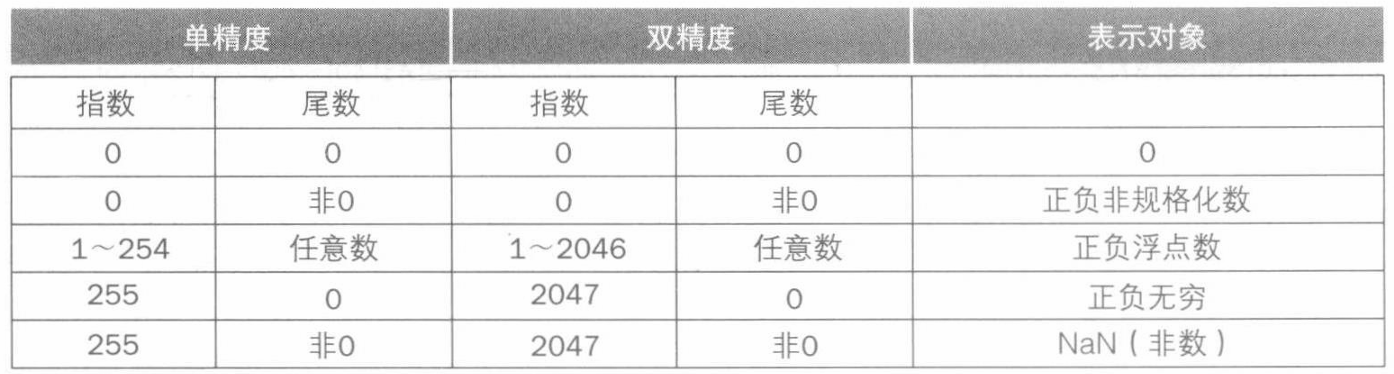 单精度 双精度 表示对象
指数 尾数 指数 尾数
0 0 0 0 0
0 非0 0 非0 正负非规格化数
1～254 任意数 1～2046 任意数 正负浮点数
255 0 2047 0 正负无穷
255 非0 2047 非0 NaN（非数）